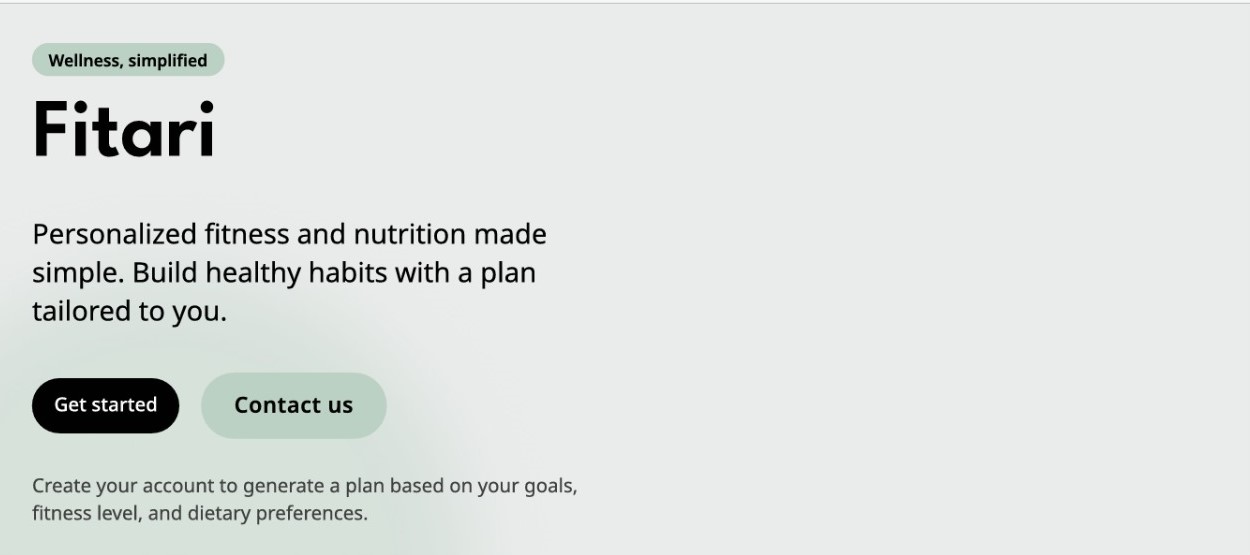 Wellness, simplified
Fitari
Personalized fitness and nutrition made
simple. Build healthy habits with a plan
tailored to you.
Get started
Contact us
Create your account to generate a plan based on your goals,
fitness level, and dietary preferences.